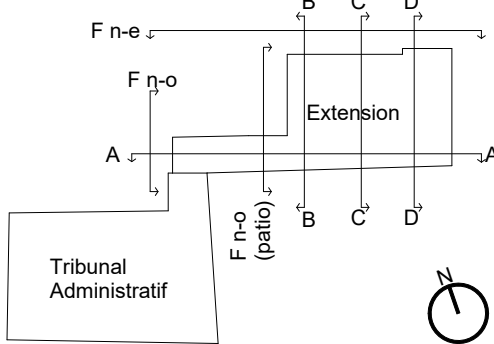 B
C
D
F n-e
F n-o
Extension
A
A
B
C
D
F n-o
(patio)
Tribunal
Administratif
N